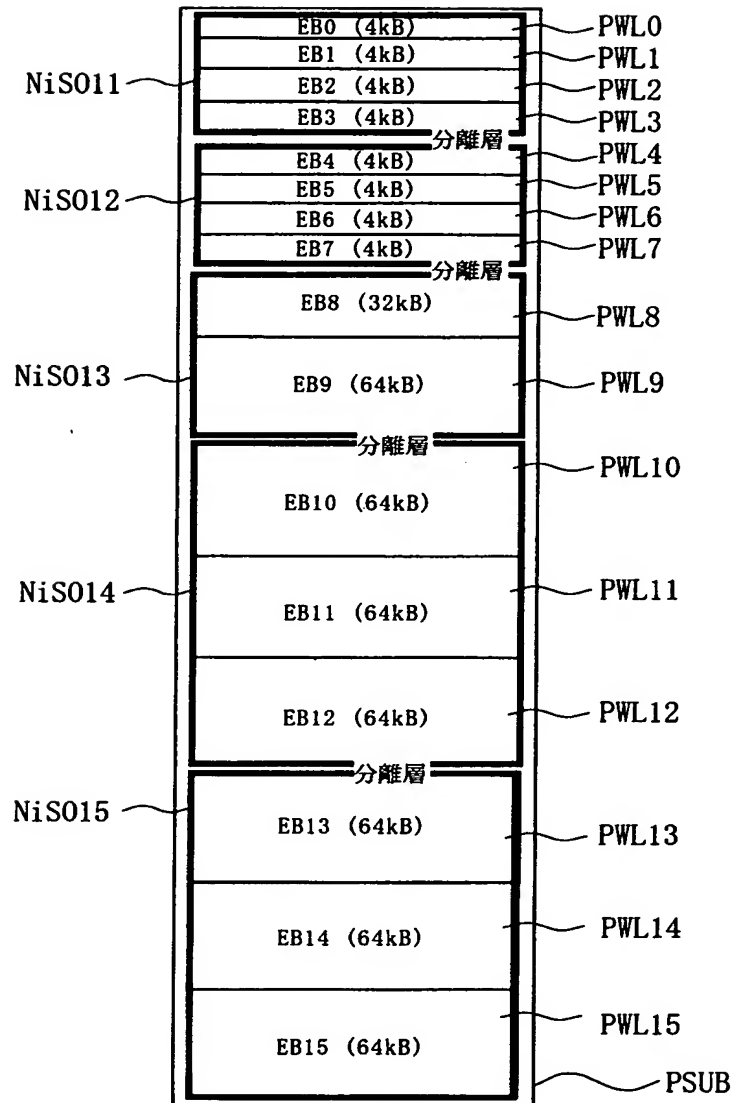 EB0 (4kB) PWL0
EB1 (4kB) PWL1
NiSO11 EB2 (4kB) PWL2
EB3 (4kB) PWL3
分離層
EB4 (4kB) PWL4
EB5 (4kB) PWL5
NiSO12 EB6 (4kB) PWL6
EB7 (4kB) PWL7
分離層
EB8 (32kB) PWL8
NiSO13 EB9 (64kB) PWL9
分離層
EB10 (64kB) PWL10
NiSO14 EB11 (64kB) PWL11
EB12 (64kB) PWL12
分離層
NiSO15 EB13 (64kB) PWL13
EB14 (64kB) PWL14
EB15 (64kB) PWL15
PSUB